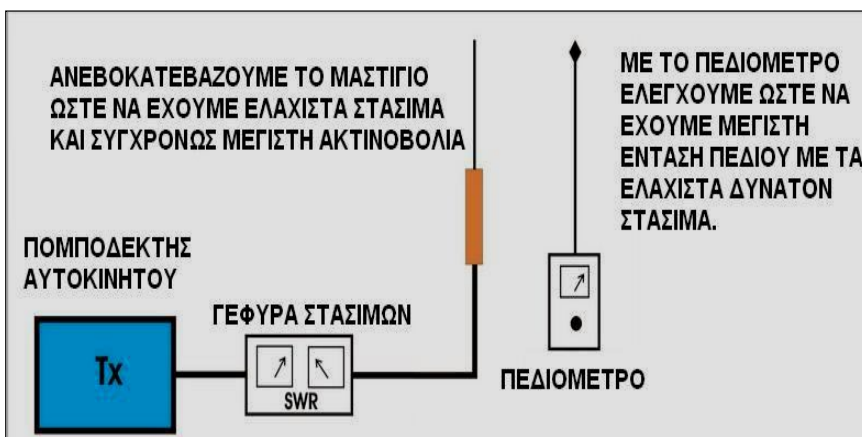 ΑΝΕΒΟΚΑΤΕΒΑΖΟΥΜΕ ΤΟ ΜΑΣΤΙΓΙΟ
ΩΣΤΕ ΝΑ ΕΧΟΥΜΕ ΕΛΑΧΙΣΤΑ ΣΤΑΣΙΜΑ
ΚΑΙ ΣΥΓΧΡΟΝΩΣ ΜΕΓΙΣΤΗ ΑΚΤΙΝΟΒΟΛΙΑ
ΜΕ ΤΟ ΠΕΔΙΟΜΕΤΡΟ
ΕΛΕΓΧΟΥΜΕ ΩΣΤΕ ΝΑ
ΕΧΟΥΜΕ ΜΕΓΙΣΤΗ
ΕΝΤΑΣΗ ΠΕΔΙΟΥ ΜΕ ΤΑ
ΕΛΑΧΙΣΤΑ ΔΥΝΑΤΟΝ
ΣΤΑΣΙΜΑ.
ΠΟΜΠΟΔΕΚΤΗΣ
ΑΥΤΟΚΙΝΗΤΟΥ
ΓΕΦΥΡΑ ΣΤΑΣΙΜΩΝ
Tx
SWR
ΠΕΔΙΟΜΕΤΡΟ